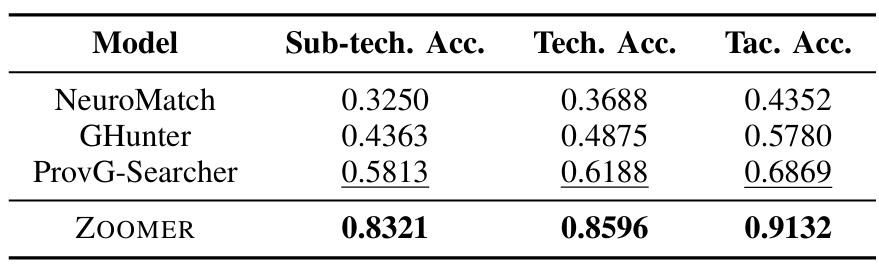 Model Sub-tech. Acc. Tech. Acc. Tac. Acc.
NeuroMatch 0.3250 0.3688 0.4352
GHunter 0.4363 0.4875 0.5780
ProvG-Searcher 0.5813 0.6188 0.6869
ZOOMER 0.8321 0.8596 0.9132